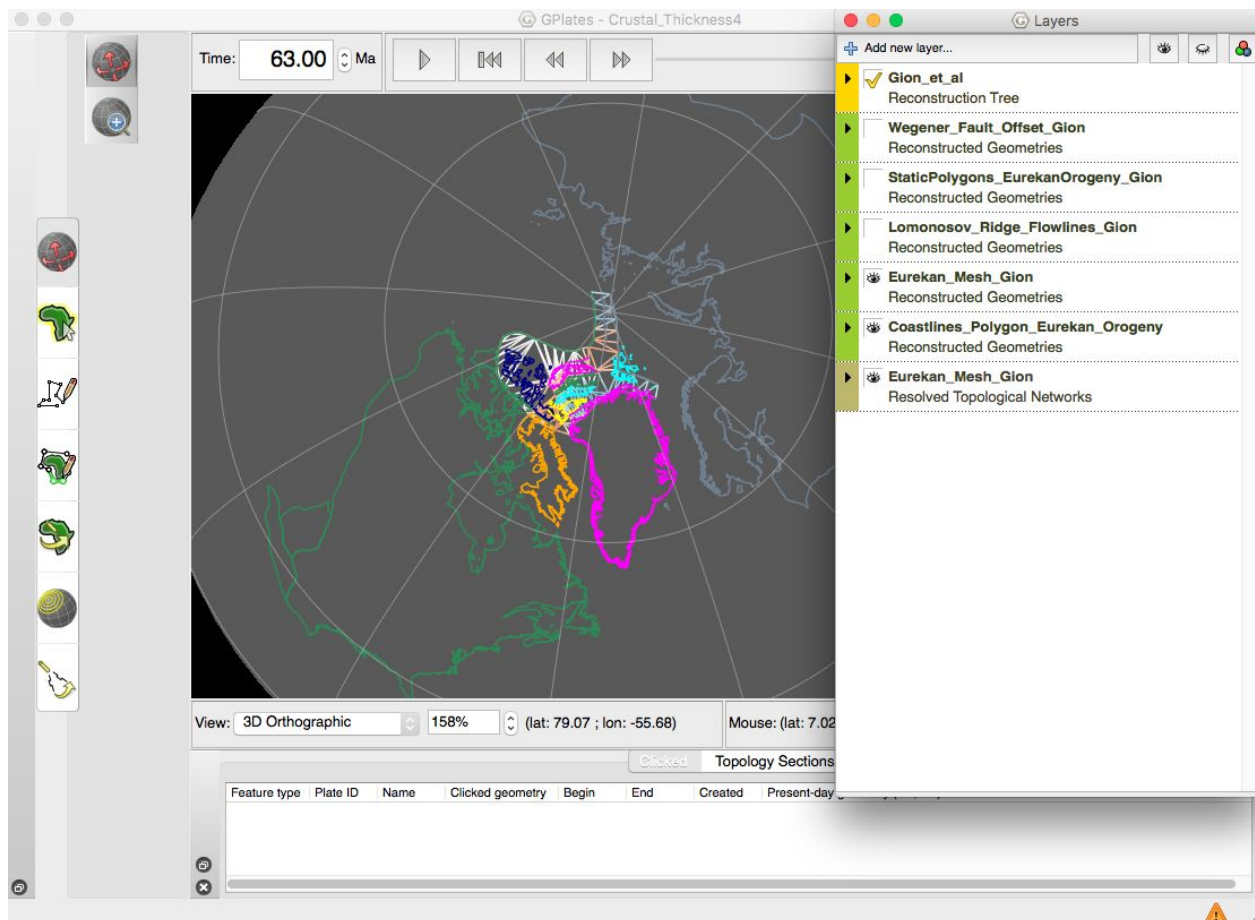 GPlates - Crustal_Thickness4
Layers
Time: 63.00 Ma
Add new layer...
Gion_et_al
Reconstruction Tree
Wegener_Fault_Offset_Gion
Reconstructed Geometries
StaticPolygons_EurekanOrogeny_Gion
Reconstructed Geometries
Lomonosov_Ridge_Flowlines_Gion
Reconstructed Geometries
Eurekan_Mesh_Gion
Reconstructed Geometries
Coastlines_Polygon_Eurekan_Orogeny
Reconstructed Geometries
Eurekan_Mesh_Gion
Resolved Topological Networks
View: 3D Orthographic 158% (lat: 79.07 ; lon: -55.68) Mouse: (lat: 7.02
Clicked Topology Sections
Feature type Plate ID Name Clicked geometry Begin End Created Present-day